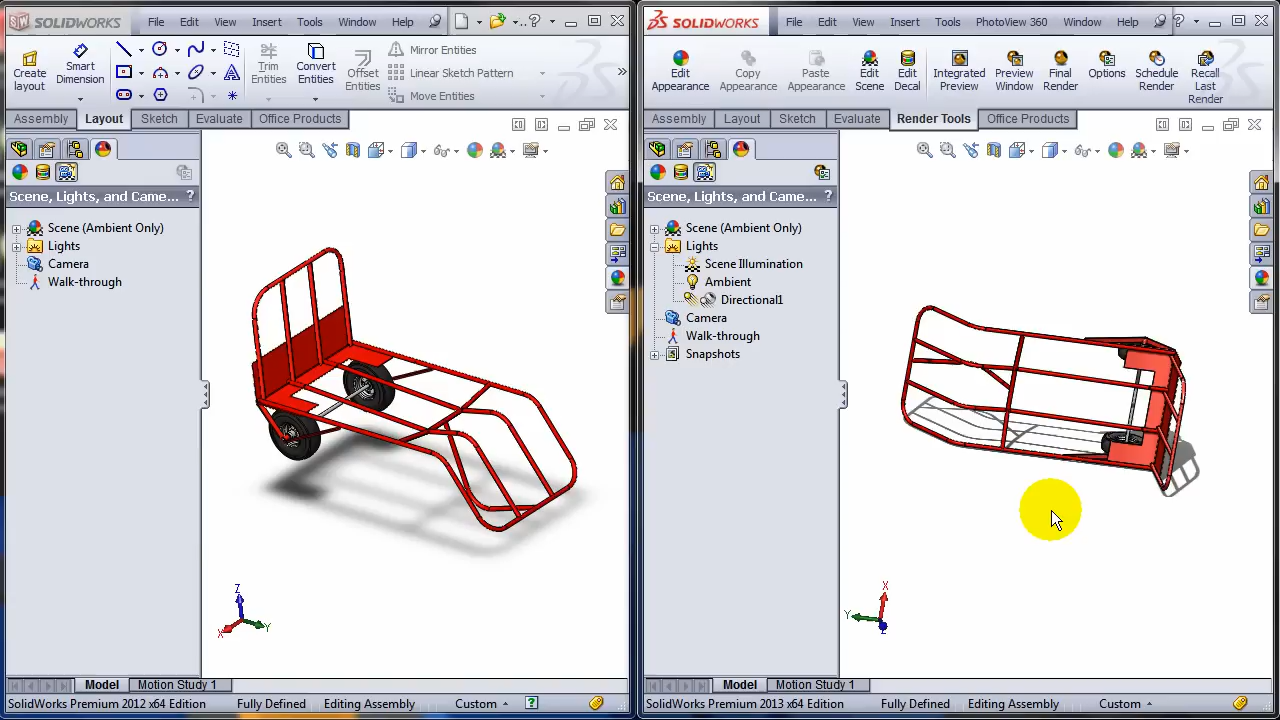 SOLIDWORKS File Edit View Insert Tools Window Help
Create layout
Smart Dimension
Trim Entities
Convert Entities
Offset Entities
Mirror Entities
Linear Sketch Pattern
Move Entities
Assembly Layout Sketch Evaluate Office Products
Scene, Lights, and Came... ?
Scene (Ambient Only)
Lights
Camera
Walk-through
Z
X
Y
Model Motion Study 1
SolidWorks Premium 2012 x64 Edition Fully Defined Editing Assembly Custom ?
SOLIDWORKS File Edit View Insert Tools PhotoView 360 Window Help
Edit Appearance
Copy Appearance
Paste Appearance
Edit Scene
Edit Decal
Integrated Preview
Preview Window
Final Render
Options
Schedule Render
Recall Last Render
Assembly Layout Sketch Evaluate Render Tools Office Products
Scene, Lights, and Came... ?
Scene (Ambient Only)
Lights
Scene Illumination
Ambient
Directional1
Camera
Walk-through
Snapshots
X
Y
Z
Model Motion Study 1
SolidWorks Premium 2013 x64 Edition Fully Defined Editing Assembly Custom